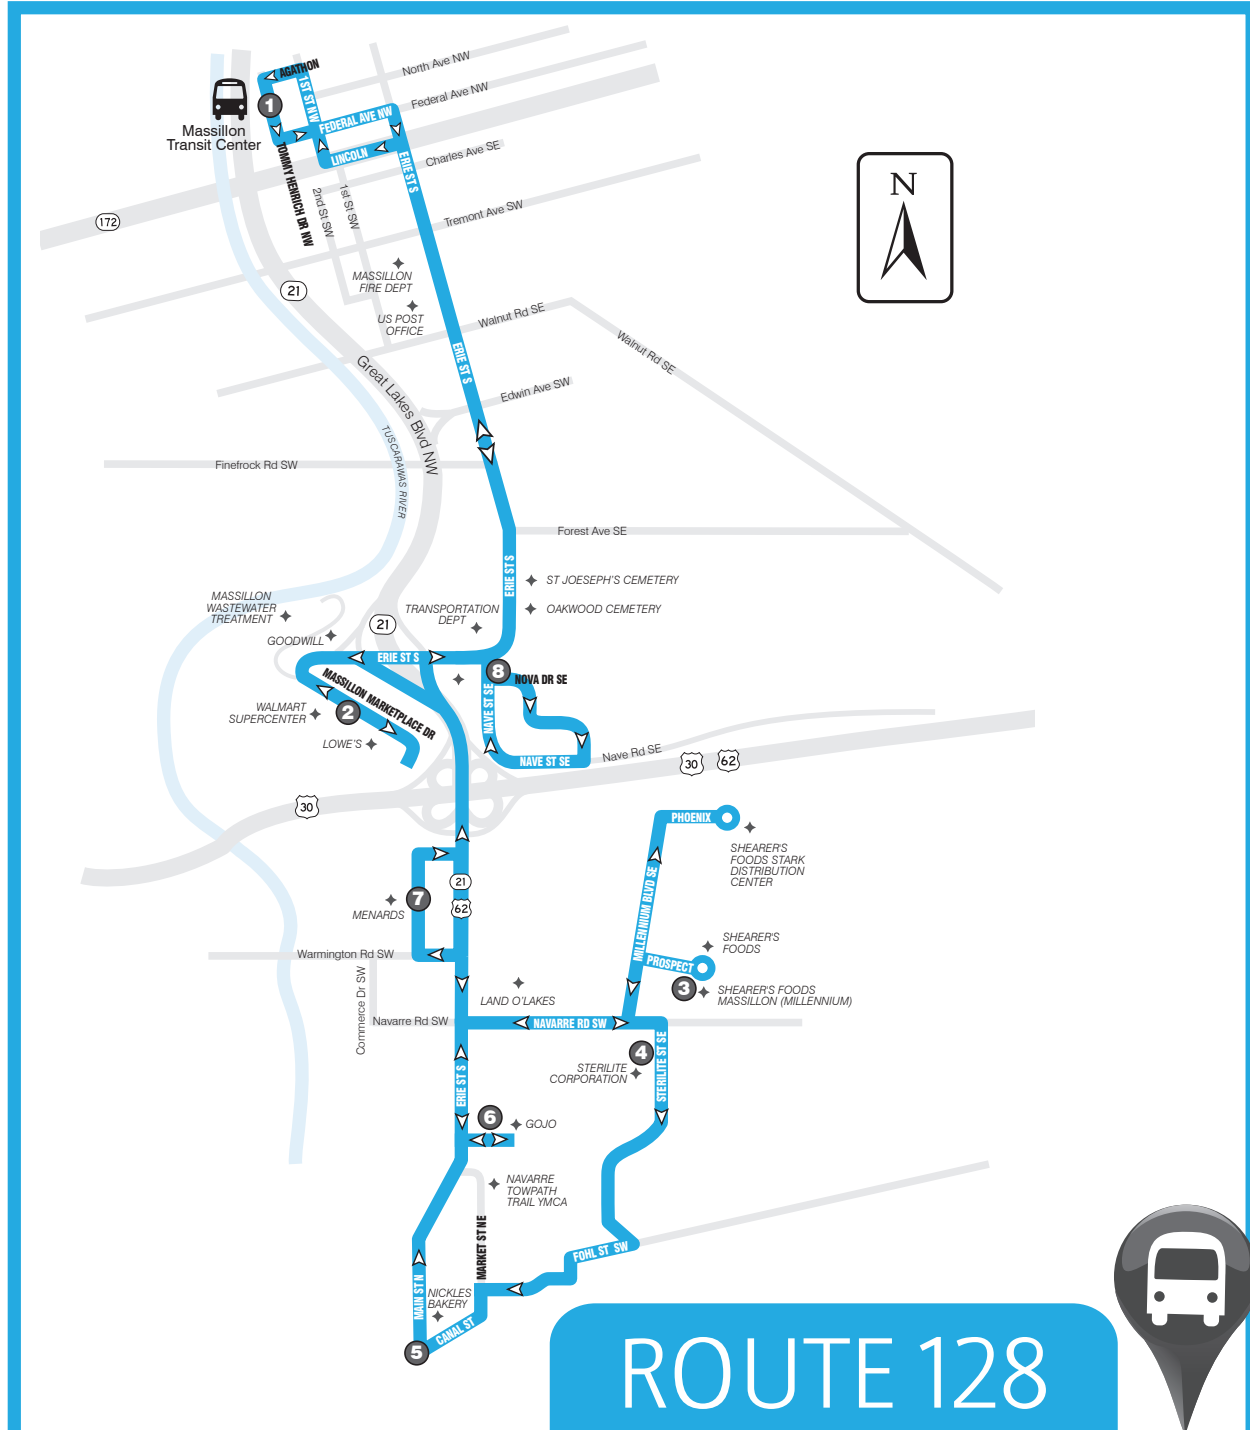 North Ave NW
AGATHON
1ST ST NW
1
Federal Ave NW
FEDERAL AVE NW
Massillon
Transit Center
LINCOLN
Charles Ave SE
ERIE ST S
TOMMY HENRICH DR NW
2nd St SW
1st St SW
N
172
Tremont Ave SW
MASSILLON
FIRE DEPT
21
US POST
OFFICE
Walnut Rd SE
Walnut Rd SE
ERIE ST S
Great Lakes Blvd NW
Edwin Ave SW
TUSCARAWAS RIVER
Finefrock Rd SW
Forest Ave SE
ERIE ST S
ST JOESEPH'S CEMETERY
MASSILLON
WASTEWATER
TREATMENT
TRANSPORTATION
DEPT
OAKWOOD CEMETERY
21
GOODWILL
ERIE ST S
8
NOVA DR SE
MASSILLON MARKETPLACE DR
NAVE ST SE
WALMART
SUPERCENTER
2
LOWE'S
NAVE ST SE
Nave Rd SE
30
62
30
PHOENIX
SHEARER'S
FOODS STARK
DISTRIBUTION
CENTER
MILLENNIUM BLVD SE
21
62
7
MENARDS
SHEARER'S
FOODS
Warmington Rd SW
PROSPECT
3
SHEARER'S FOODS
MASSILLON (MILLENNIUM)
Commerce Dr SW
LAND O'LAKES
Navarre Rd SW
NAVARRE RD SW
4
STERILITE ST SE
STERILITE
CORPORATION
ERIE ST S
6
GOJO
NAVARRE
TOWPATH
TRAIL YMCA
MARKET ST NE
FOHL ST SW
MAIN ST N
NICKLES
BAKERY
CANAL ST
5
ROUTE 128